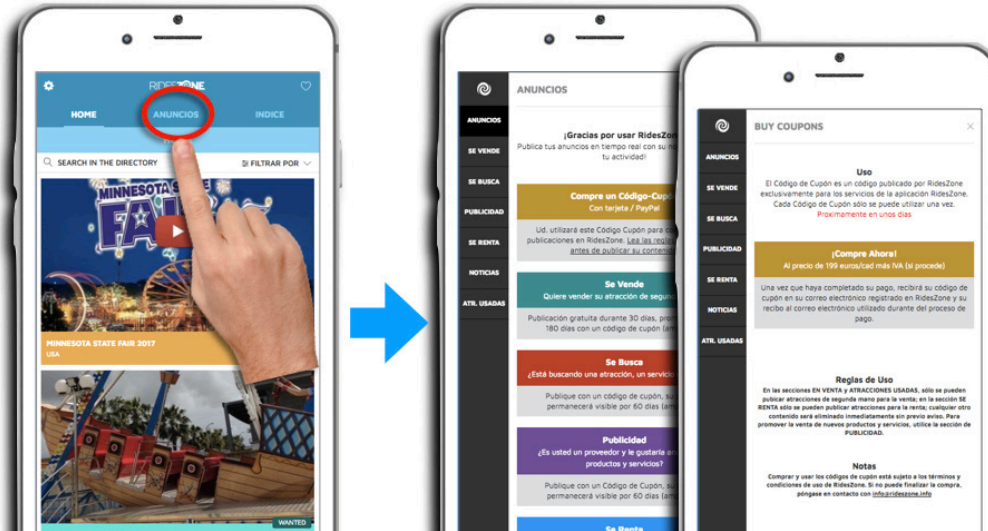 RIDESZONE
HOME
ANUNCIOS
INDICE
SEARCH IN THE DIRECTORY
FILTRAR POR
MINNESOTA STATE
FAIR
MINNESOTA STATE FAIR 2017
USA
WANTED
ANUNCIOS
ANUNCIOS
SE VENDE
SE BUSCA
PUBLICIDAD
SE RENTA
NOTICIAS
ATR. USADAS
¡Gracias por usar RidesZon
Publica tus anuncios en tiempo real con su
tu actividad!
Compre un Código-Cupó
Con tarjeta / PayPal
Ud. utilizará este Código Cupón para
publicaciones en RidesZone. Lea las reglas
antes de publicar su contenid
Se Vende
Quiere vender su atracción de segun
Publicación gratuita durante 30 días,
180 días con un código de cupón
Se Busca
¿Está buscando una atracción, un servicio
Publique con un código de cupón, su
permanecerá visible por 60 días
Publicidad
¿Es usted un proveedor y le gustaría
productos y servicios?
Publique con un Código de Cupón, su
permanecerá visible por 60 días
Se Renta
BUY COUPONS
ANUNCIOS
SE VENDE
SE BUSCA
PUBLICIDAD
SE RENTA
NOTICIAS
ATR. USADAS
Uso
El Código de Cupón es un código publicado por RidesZone
exclusivamente para los servicios de la aplicación RidesZone.
Cada Código de Cupón sólo se puede utilizar una vez.
Proximamente en unos dias
¡Compre Ahora!
Al precio de 199 euros/cad más IVA (si procede)
Una vez que haya completado su pago, recibirá su código de
cupón en su correo electrónico registrado en RidesZone y su
recibo al correo electrónico utilizado durante del proceso de
pago.
Reglas de Uso
En las secciones EN VENTA y ATRACCIONES USADAS, sólo se pueden
pubicar atracciones de segunda mano para la venta; en la sección SE
RENTA sólo se pueden publicar atracciones para la renta; cualquier otro
contenido será eliminado inmediatamente sin previo aviso. Para
promover la venta de nuevos productos y servicios, utilice la sección de
PUBLICIDAD.
Notas
Comprar y usar los códigos de cupón está sujeto a los términos y
condiciones de uso de RidesZone. Si no puede finalizar la compra,
póngase en contacto con info@rideszone.info